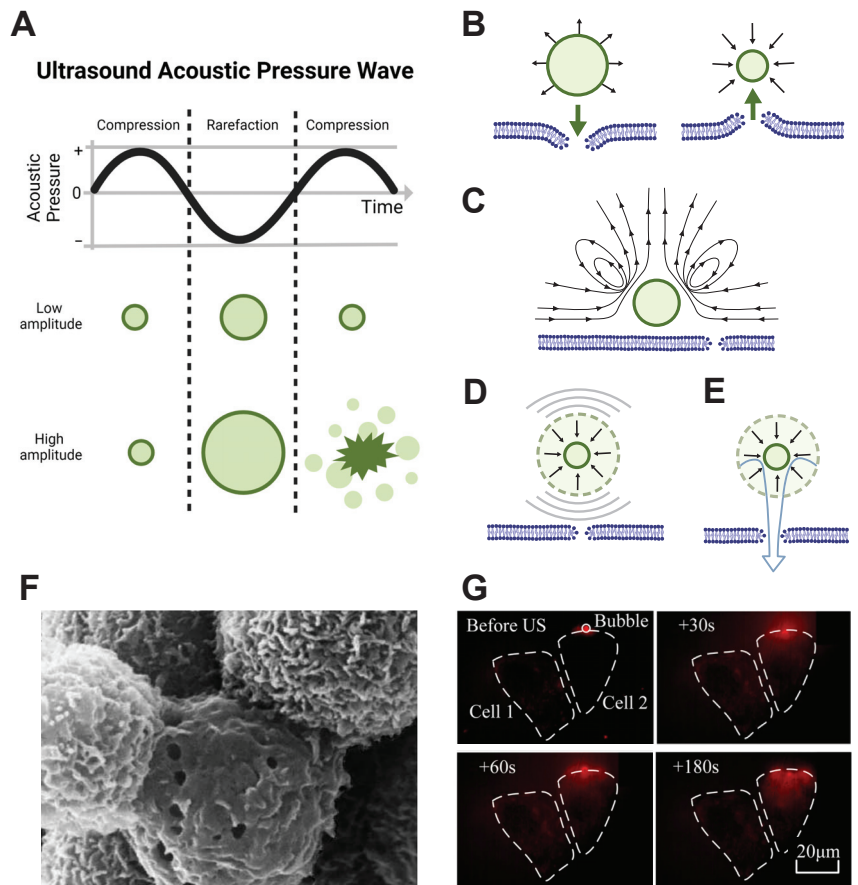 A
Ultrasound Acoustic Pressure Wave
Compression
Rarefaction
Compression
+
0
−
Acoustic
Pressure
Time
Low
amplitude
High
amplitude
B
C
D
E
F
G
Before US
Bubble
Cell 1
Cell 2
+30s
+60s
+180s
20μm